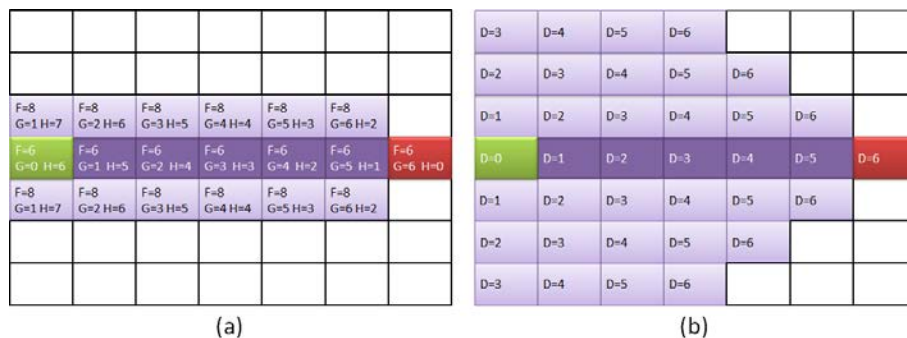 F=8 F=8 F=8 F=8 F=8 F=8
G=1 H=7 G=2 H=6 G=3 H=5 G=4 H=4 G=5 H=3 G=6 H=2
F=6 F=6 F=6 F=6 F=6 F=6 F=6
G=0 H=6 G=1 H=5 G=2 H=4 G=3 H=3 G=4 H=2 G=5 H=1 G=6 H=0
F=8 F=8 F=8 F=8 F=8 F=8
G=1 H=7 G=2 H=6 G=3 H=5 G=4 H=4 G=5 H=3 G=6 H=2
(a)
D=3 D=4 D=5 D=6
D=2 D=3 D=4 D=5 D=6
D=1 D=2 D=3 D=4 D=5 D=6
D=0 D=1 D=2 D=3 D=4 D=5 D=6
D=1 D=2 D=3 D=4 D=5 D=6
D=2 D=3 D=4 D=5 D=6
D=3 D=4 D=5 D=6
(b)